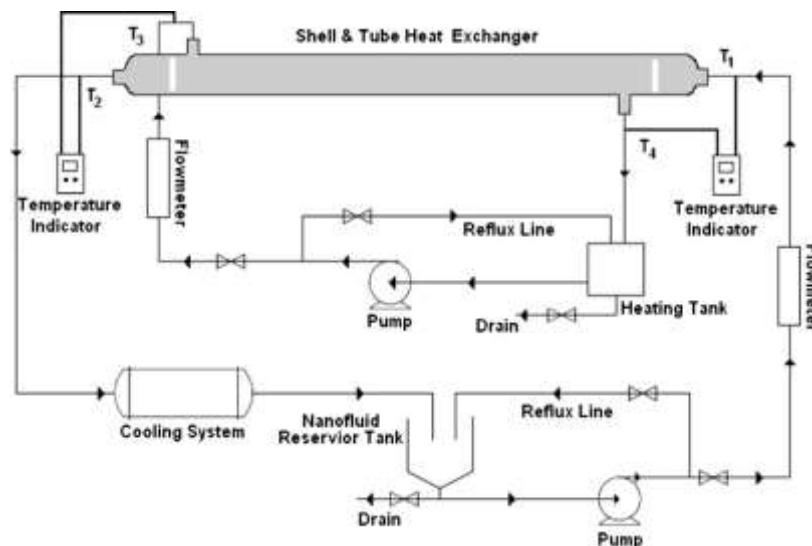 T3
Shell & Tube Heat Exchanger
T1
T2
Flowmeter
T4
Temperature
Indicator
Temperature
Indicator
Reflux Line
Pump
Drain
Heating Tank
Flowmeter
Cooling System
Nanofluid
Reservior Tank
Reflux Line
Drain
Pump